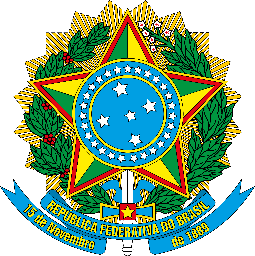 REPÚBLICA FEDERATIVA DO BRASIL
15 de Novembro
de 1889